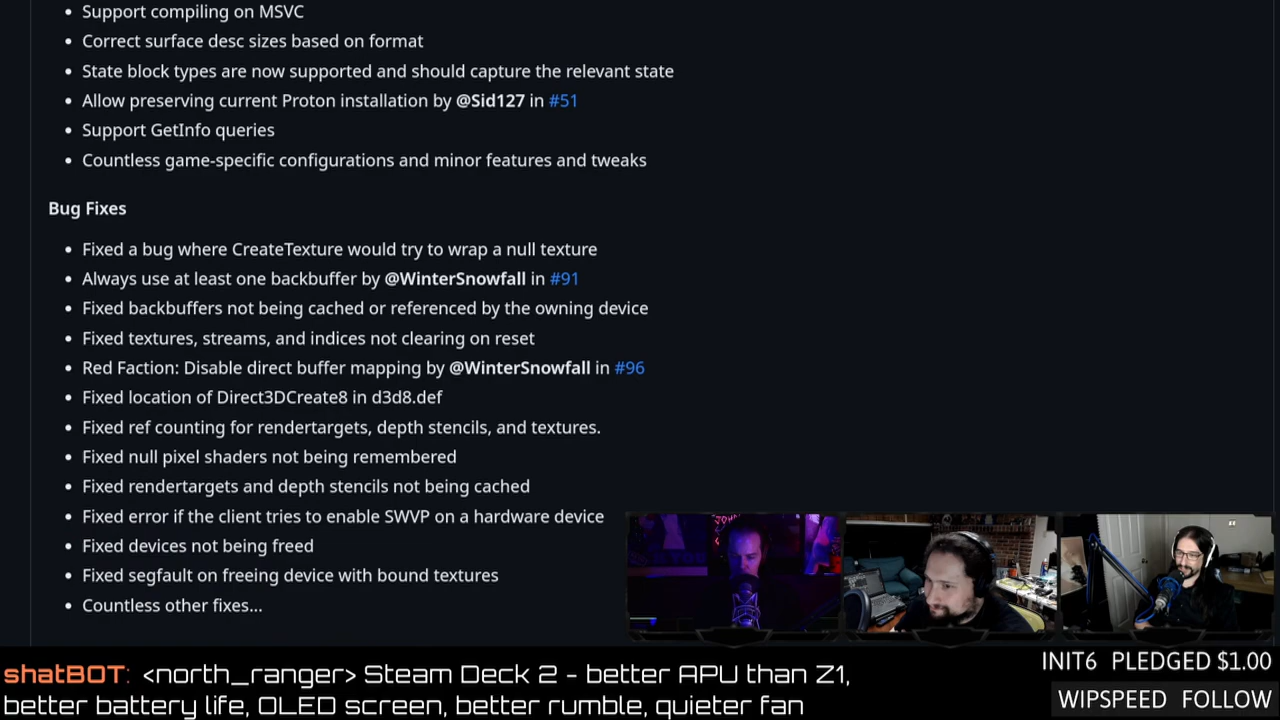 Support compiling on MSVC
Correct surface desc sizes based on format
State block types are now supported and should capture the relevant state
Allow preserving current Proton installation by @Sid127 in #51
Support GetInfo queries
Countless game-specific configurations and minor features and tweaks
Bug Fixes
Fixed a bug where CreateTexture would try to wrap a null texture
Always use at least one backbuffer by @WinterSnowfall in #91
Fixed backbuffers not being cached or referenced by the owning device
Fixed textures, streams, and indices not clearing on reset
Red Faction: Disable direct buffer mapping by @WinterSnowfall in #96
Fixed location of Direct3DCreate8 in d3d8.def
Fixed ref counting for rendertargets, depth stencils, and textures.
Fixed null pixel shaders not being remembered
Fixed rendertargets and depth stencils not being cached
Fixed error if the client tries to enable SWVP on a hardware device
Fixed devices not being freed
Fixed segfault on freeing device with bound textures
Countless other fixes...
shatBOT: <north_ranger> Steam Deck 2 - better APU than Z1,
better battery life, OLED screen, better rumble, quieter fan
INIT6 PLEDGED $1.00
WIPSPEED FOLLOW